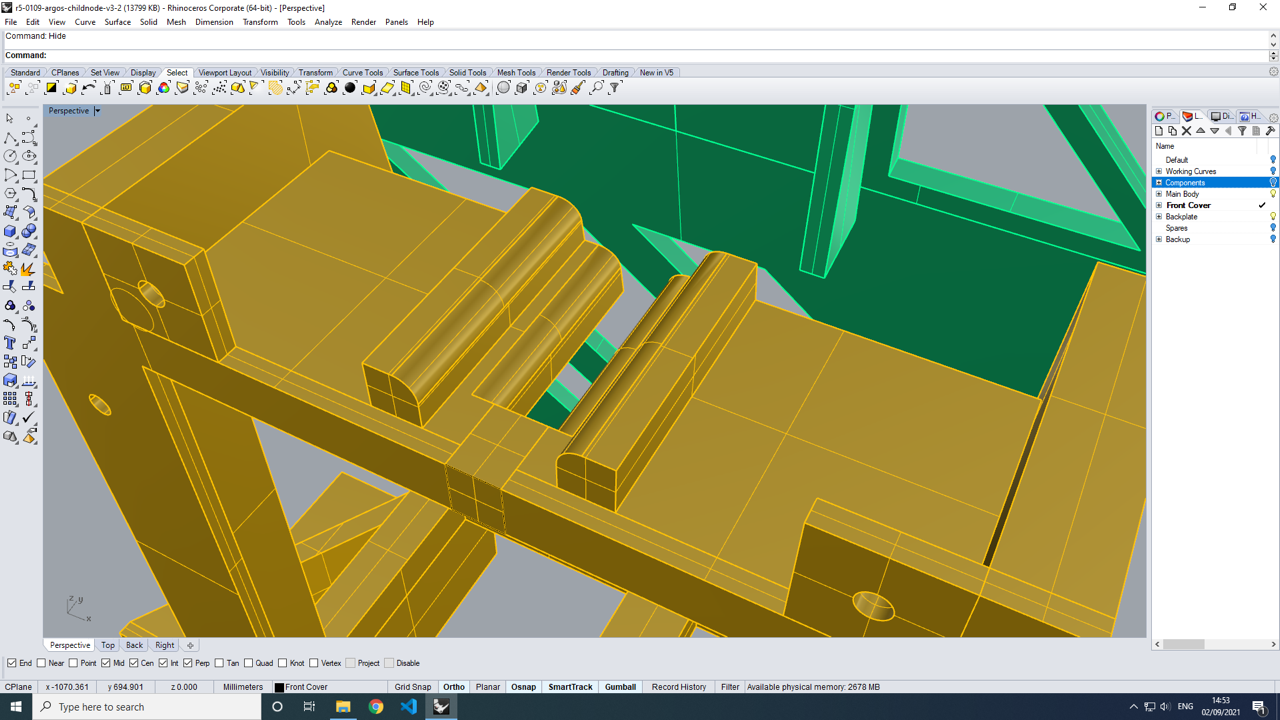 r5-0109-argos-childnode-v3-2 (13799 KB) - Rhinoceros Corporate (64-bit) - [Perspective]
File Edit View Curve Surface Solid Mesh Dimension Transform Tools Analyze Render Panels Help
Command: Hide
Command:
Standard CPlanes Set View Display Select Viewport Layout Visibility Transform Curve Tools Surface Tools Solid Tools Mesh Tools Render Tools Drafting New in V5
Perspective
P... L... Di... H...
Name
Default
Working Curves
Components
Main Body
Front Cover
Backplate
Spares
Backup
z y
x
Perspective Top Back Right
End Near Point Mid Cen Int Perp Tan Quad Knot Vertex Project Disable
CPlane x -1070.361 y 694.901 z 0.000 Millimeters Front Cover Grid Snap Ortho Planar Osnap SmartTrack Gumball Record History Filter Available physical memory: 2678 MB
Type here to search
ENG
14:53
02/09/2021
1